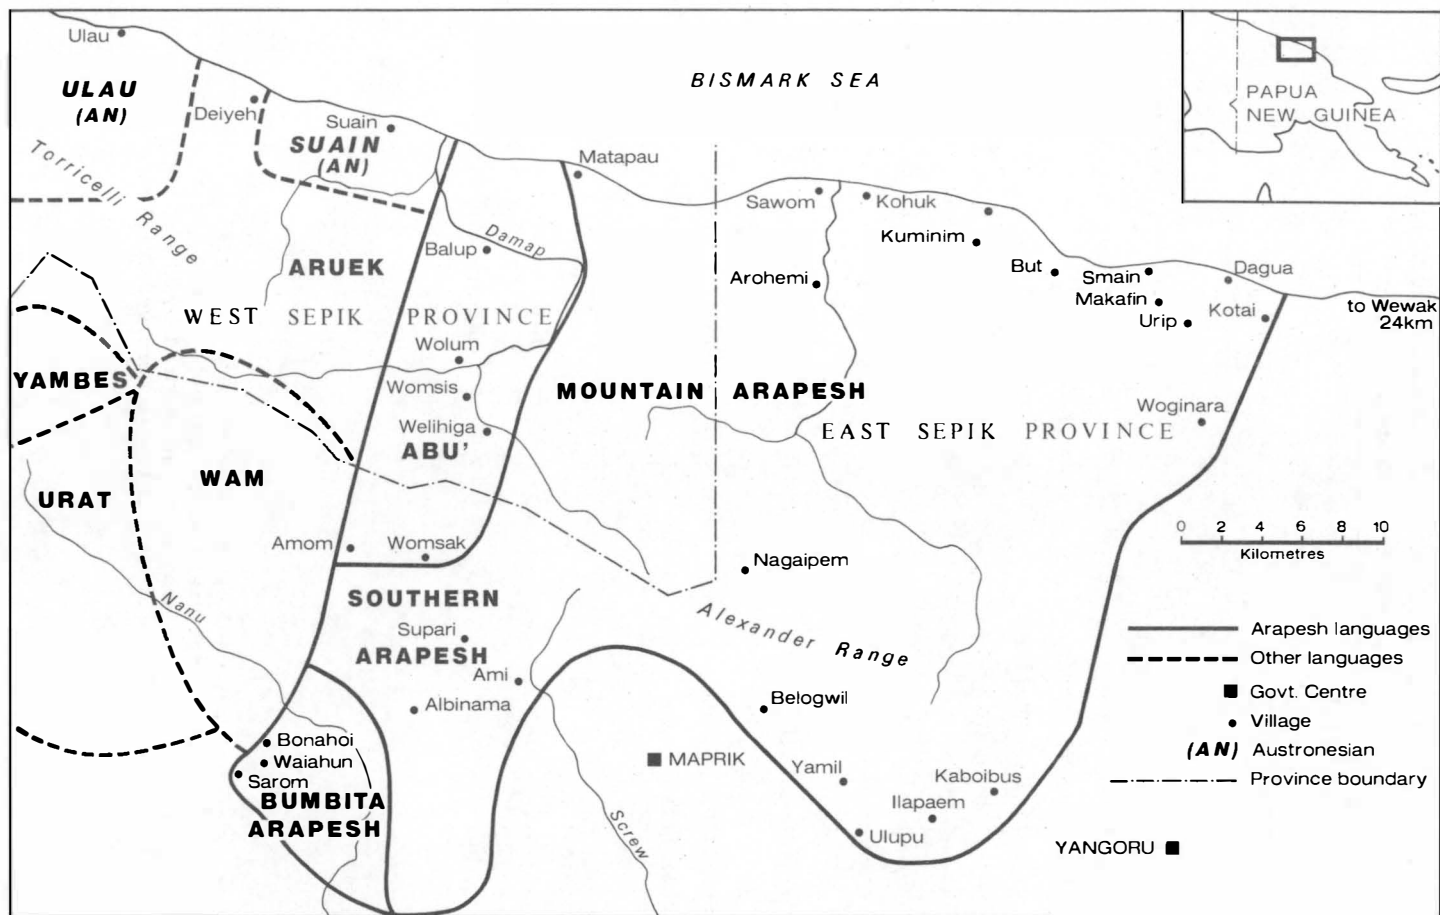 Ulau
BISMARK SEA
PAPUA
NEW GUINEA
ULAU
(AN)
Deiyeh
Suain
SUAIN
(AN)
Torricelli Range
Matapau
Sawom
Kohuk
Kuminim
Damap
Balup
ARUEK
Arohemi
But
Smain
Makafin
Urip
Dagua
Kotai
to Wewak
24km
WEST SEPIK PROVINCE
Wolum
YAMBES
Womsis
MOUNTAIN ARAPESH
Woginara
Welihiga
ABU'
EAST SEPIK PROVINCE
WAM
URAT
Amom
Womsak
Nagaipem
0 2 4 6 8 10
Kilometres
Nanu
SOUTHERN
ARAPESH
Supari
Alexander Range
Ami
Albinama
Belogwil
Arapesh languages
Other languages
Govt. Centre
Village
(AN) Austronesian
Province boundary
Bonahoi
Waiahun
Sarom
BUMBITA
ARAPESH
MAPRIK
Yamil
Kaboibus
Ilapaem
Ulupu
Screw
YANGORU